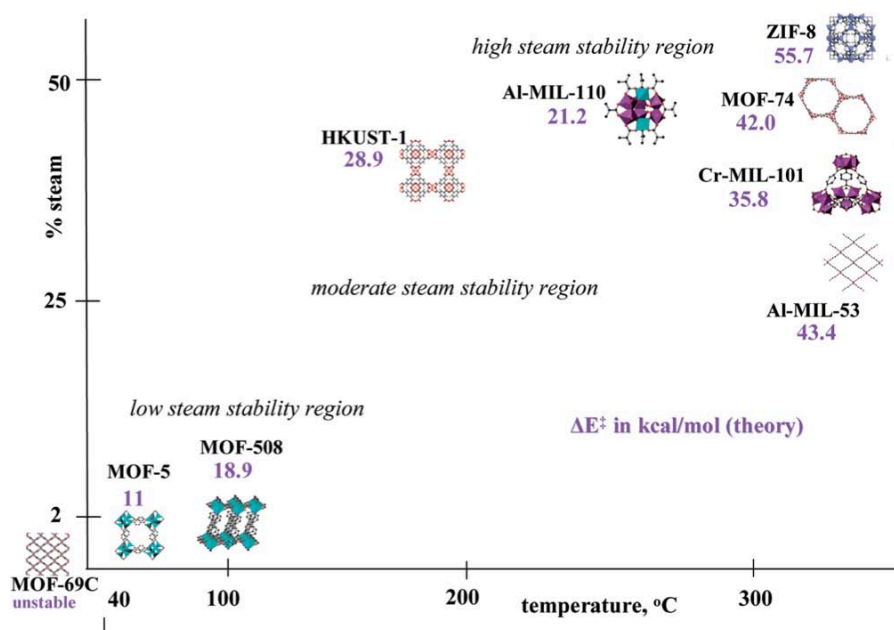 ZIF-8
55.7
high steam stability region
50
Al-MIL-110
21.2
MOF-74
42.0
HKUST-1
28.9
Cr-MIL-101
35.8
% steam
25
moderate steam stability region
Al-MIL-53
43.4
low steam stability region
ΔE‡ in kcal/mol (theory)
MOF-508
18.9
MOF-5
11
2
MOF-69C
unstable
40
100
200
temperature, °C
300